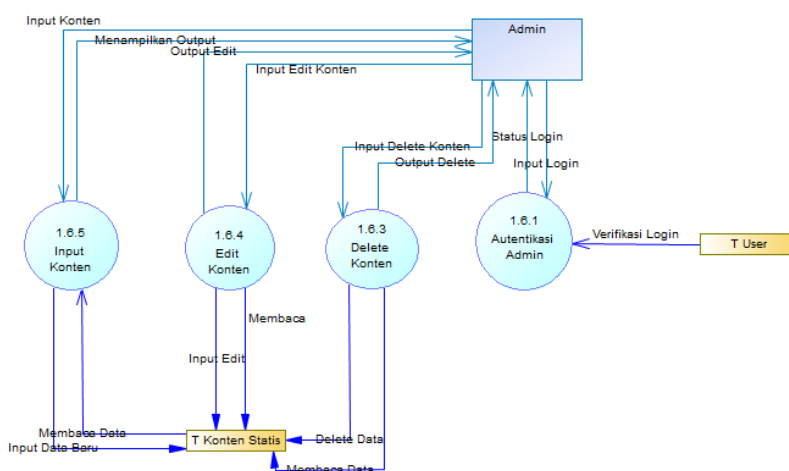 Input Konten
Admin
Menampilkan Output
Output Edit
Input Edit Konten
Status Login
Input Delete Konten
Output Delete
Input Login
1.6.5
Input
Konten
1.6.4
Edit
Konten
1.6.3
Delete
Konten
1.6.1
Autentikasi
Admin
Verifikasi Login
T User
Membaca
Input Edit
Membaca Data
T Konten Statis
Delete Data
Input Data Baru
Membaca Data